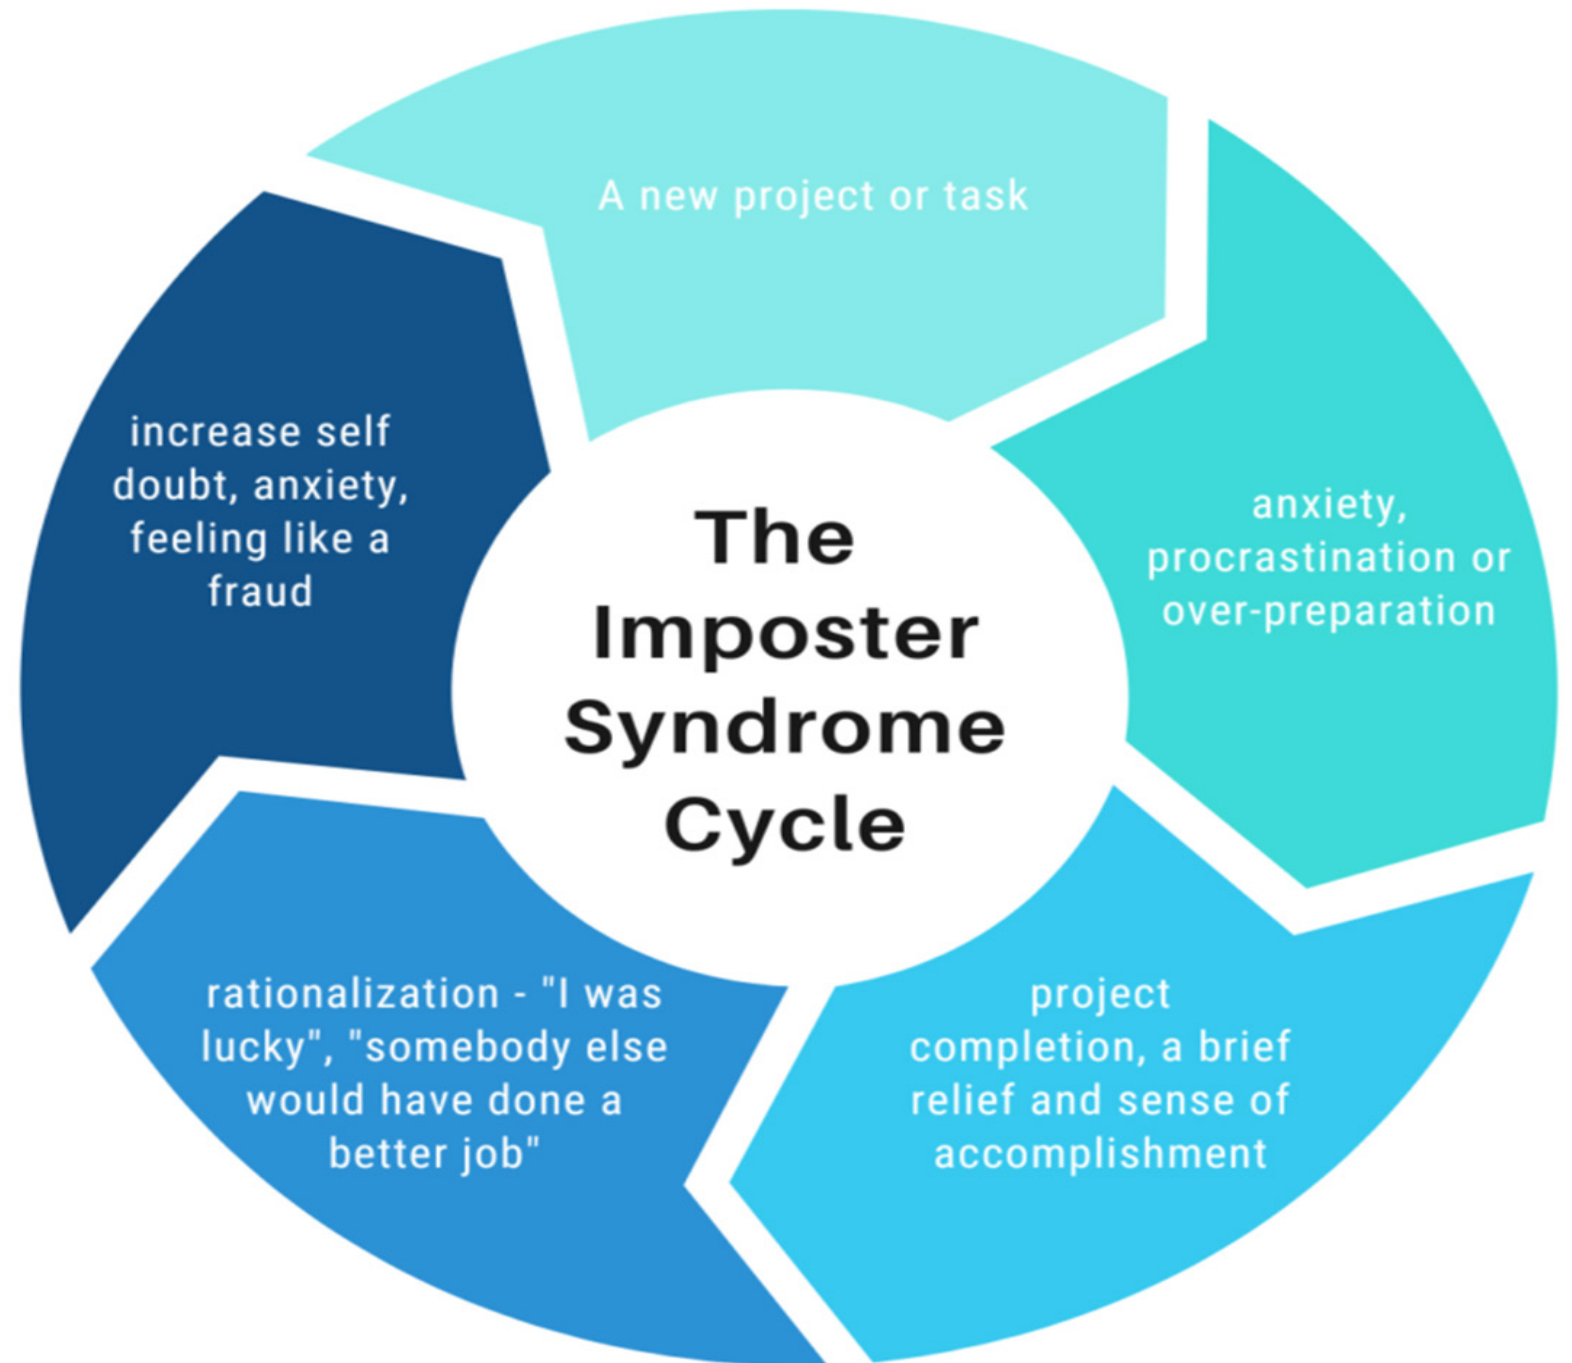 The
Imposter
Syndrome
Cycle
A new project or task
anxiety,
procrastination or
over-preparation
project
completion, a brief
relief and sense of
accomplishment
rationalization - "I was
lucky", "somebody else
would have done a
better job"
increase self
doubt, anxiety,
feeling like a
fraud